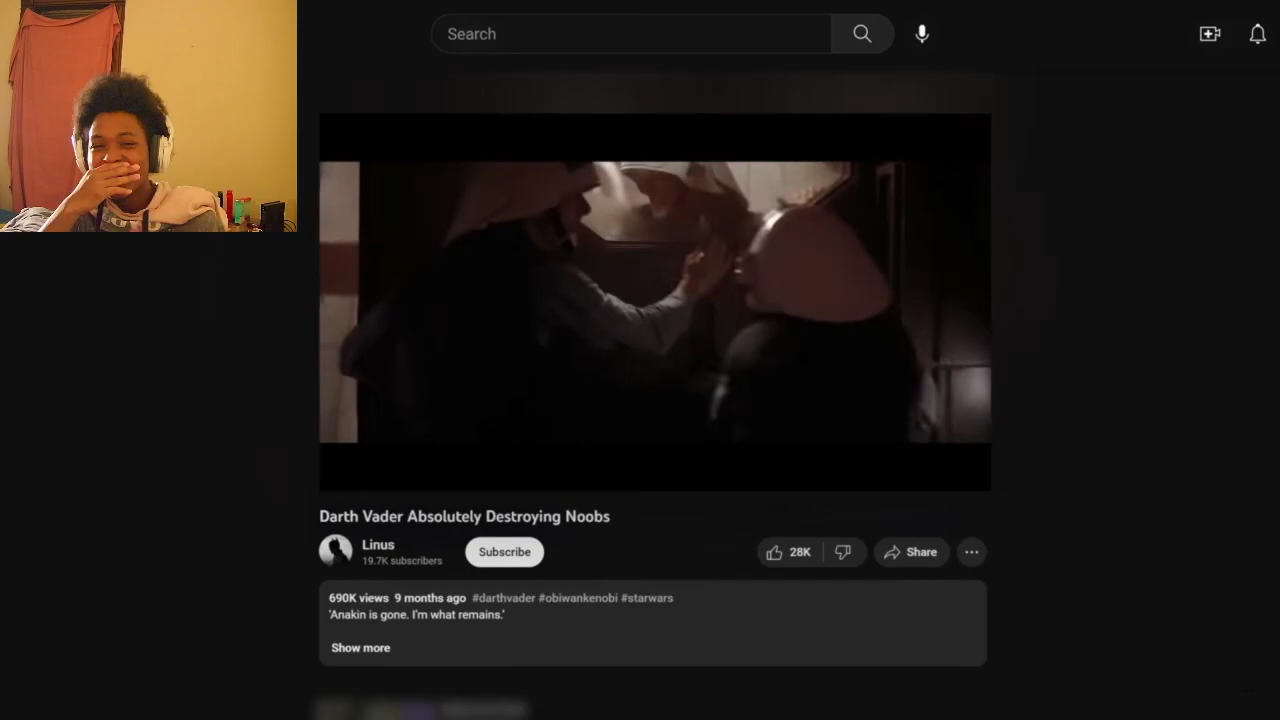 Search
Darth Vader Absolutely Destroying Noobs
Linus
19.7K subscribers
Subscribe
28K
Share
690K views 9 months ago #darthvader #obiwankenobi #starwars
'Anakin is gone. I'm what remains.'
Show more